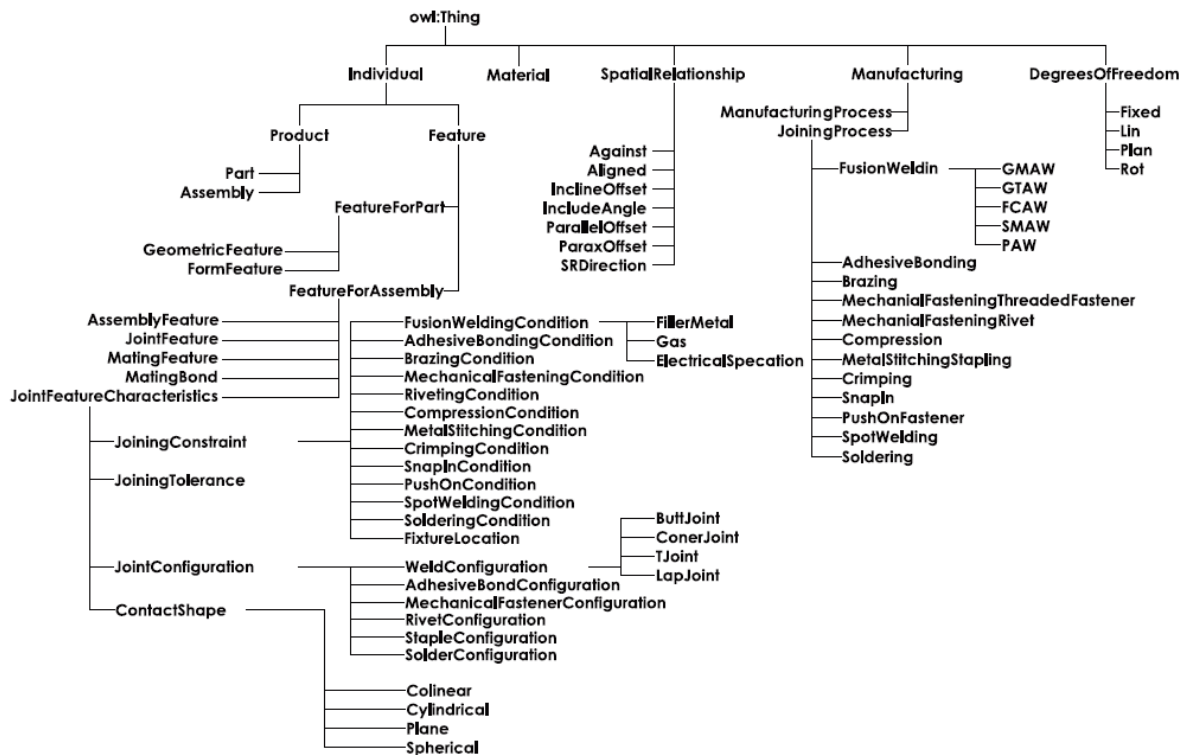 owl:Thing
Individual
Material
SpatialRelationship
Manufacturing
DegreesOfFreedom
Product
Feature
Part
Assembly
FeatureForPart
GeometricFeature
FormFeature
FeatureForAssembly
AssemblyFeature
JointFeature
MatingFeature
MatingBond
JointFeatureCharacteristics
JoiningConstraint
JoiningTolerance
JointConfiguration
ContactShape
FusionWeldingCondition
AdhesiveBondingCondition
BrazingCondition
MechanicalFasteningCondition
RivetingCondition
CompressionCondition
MetalStitchingCondition
CrimpingCondition
SnapInCondition
PushOnCondition
SpotWeldingCondition
SolderingCondition
FixtureLocation
FillerMetal
Gas
ElectricalSpecation
WeldConfiguration
AdhesiveBondConfiguration
MechanicalFastenerConfiguration
RivetConfiguration
StapleConfiguration
SolderConfiguration
ButtJoint
ConerJoint
TJoint
LapJoint
Colinear
Cylindrical
Plane
Spherical
Against
Aligned
InclineOffset
IncludeAngle
ParallelOffset
ParaxOffset
SRDirection
ManufacturingProcess
JoiningProcess
FusionWeldin
GMAW
GTAW
FCAW
SMAW
PAW
AdhesiveBonding
Brazing
MechanialFasteningThreadedFastener
MechanialFasteningRivet
Compression
MetalStitchingStapling
Crimping
SnapIn
PushOnFastener
SpotWelding
Soldering
Fixed
Lin
Plan
Rot